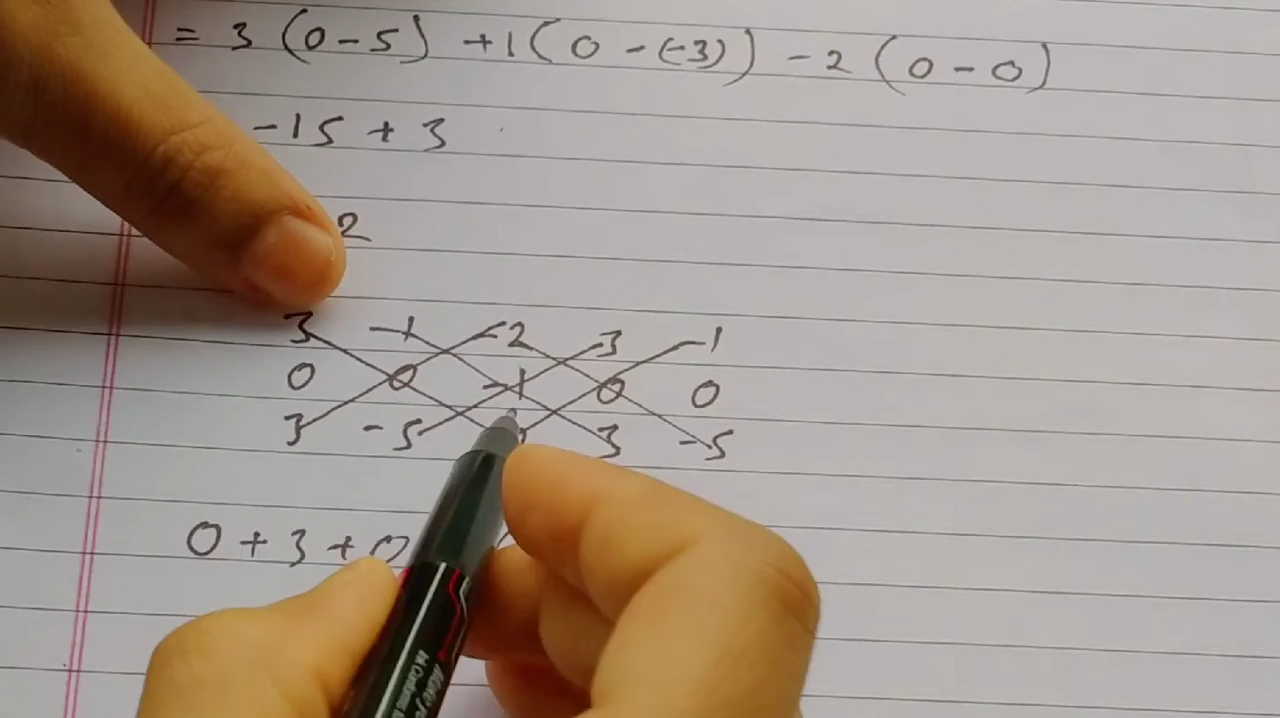 = 3 (0 - 5) + 1 (0 - (-3)) - 2 (0 - 0)
-15 + 3
2
3 -1 -2 3 -1
0 0 -1 0 0
3 -5 3 -5
0 + 3 + 0